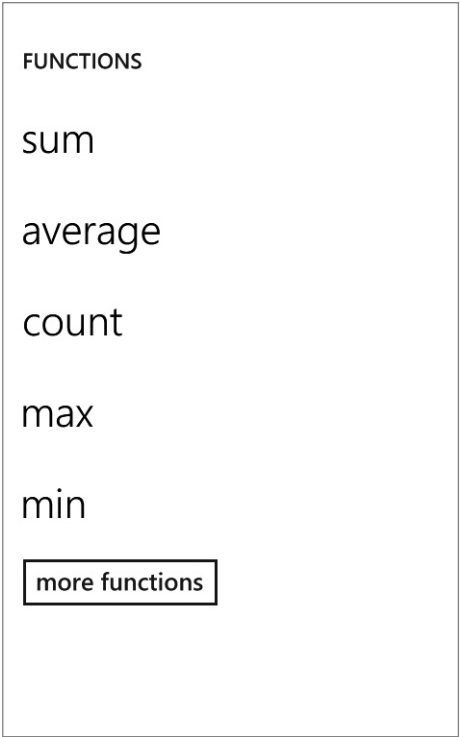 FUNCTIONS
sum
average
count
max
min
more functions